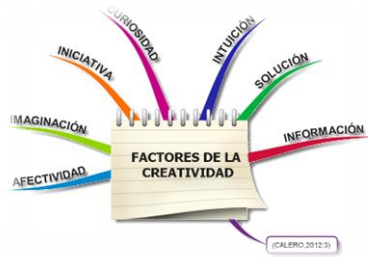 CURIOSIDAD
INTUICIÓN
INICIATIVA
SOLUCIÓN
IMAGINACIÓN
INFORMACIÓN
AFECTIVIDAD
FACTORES DE LA
CREATIVIDAD
(CALERO,2012:3)